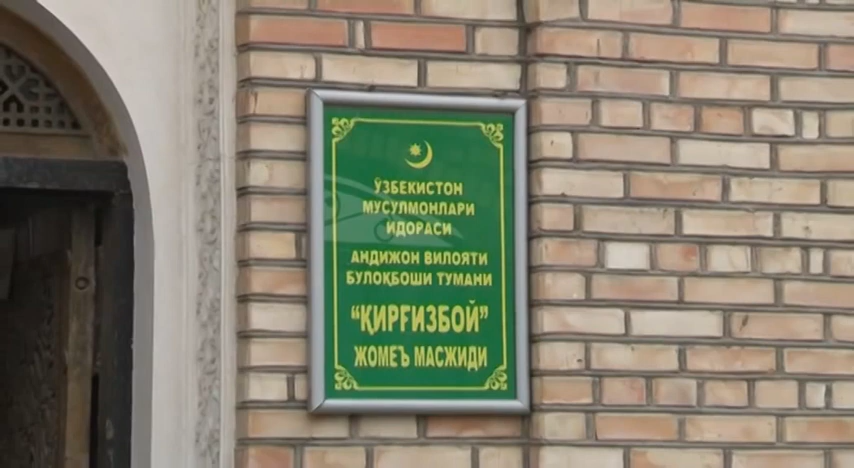 ЎЗБЕКИСТОН
МУСУЛМОНЛАРИ
ИДОРАСИ
АНДИЖОН ВИЛОЯТИ
БУЛОҚБОШИ ТУМАНИ
"ҚИРҒИЗБОЙ"
ЖОМЕЪ МАСЖИДИ